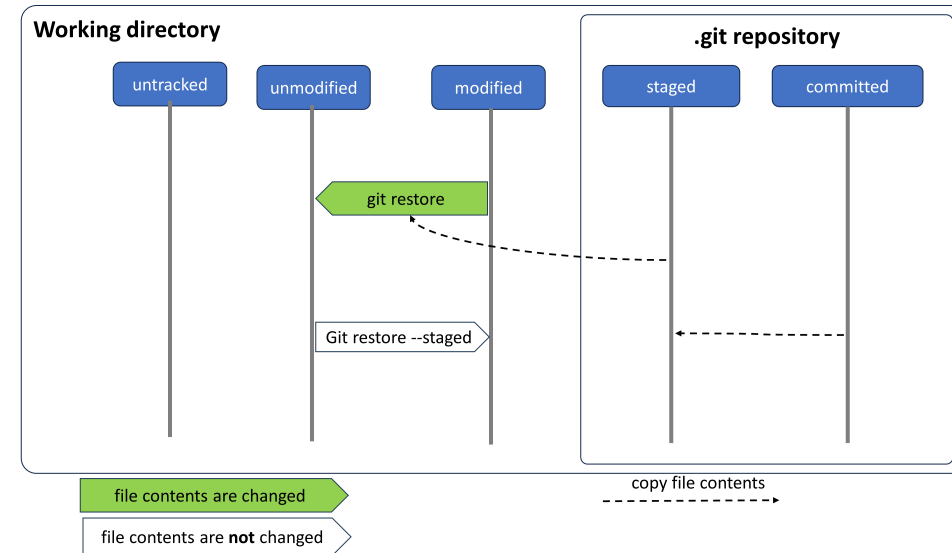 Working directory
.git repository
untracked
unmodified
modified
staged
committed
git restore
Git restore --staged
copy file contents
file contents are changed
file contents are not changed